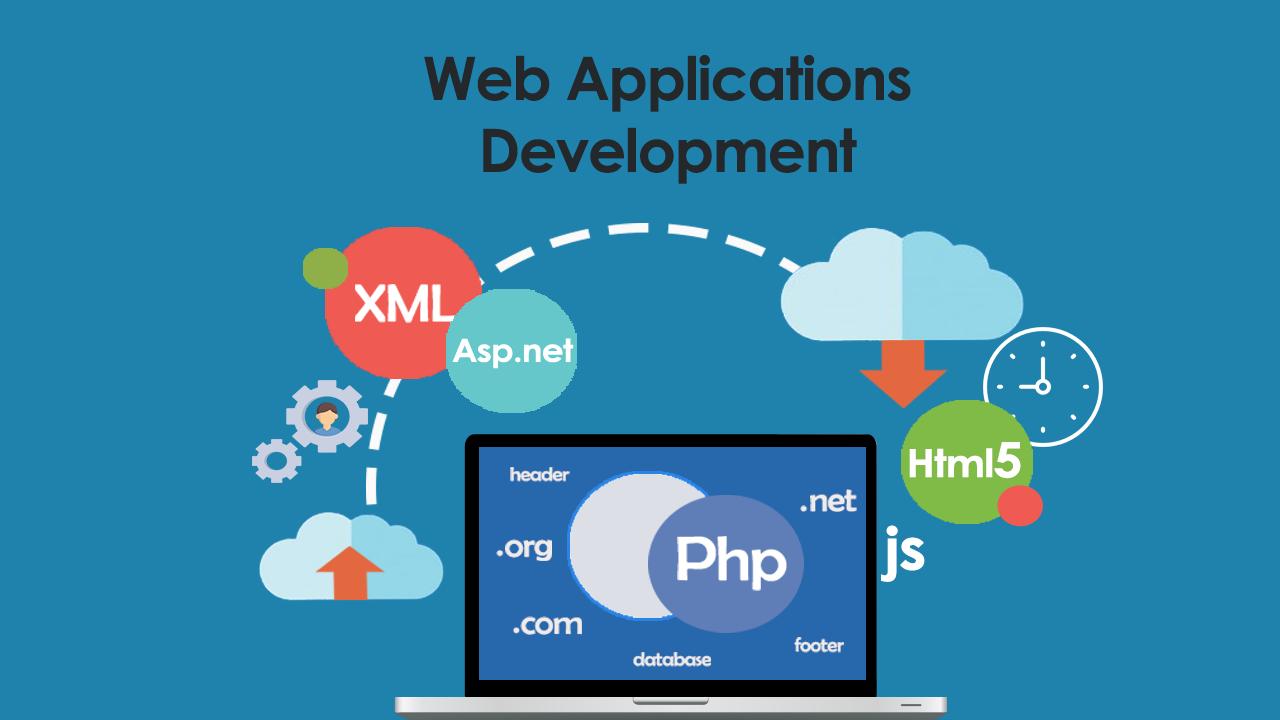 Web Applications
Development
XML
Asp.net
Html5
header
.net
Php
.org
js
.com
footer
database